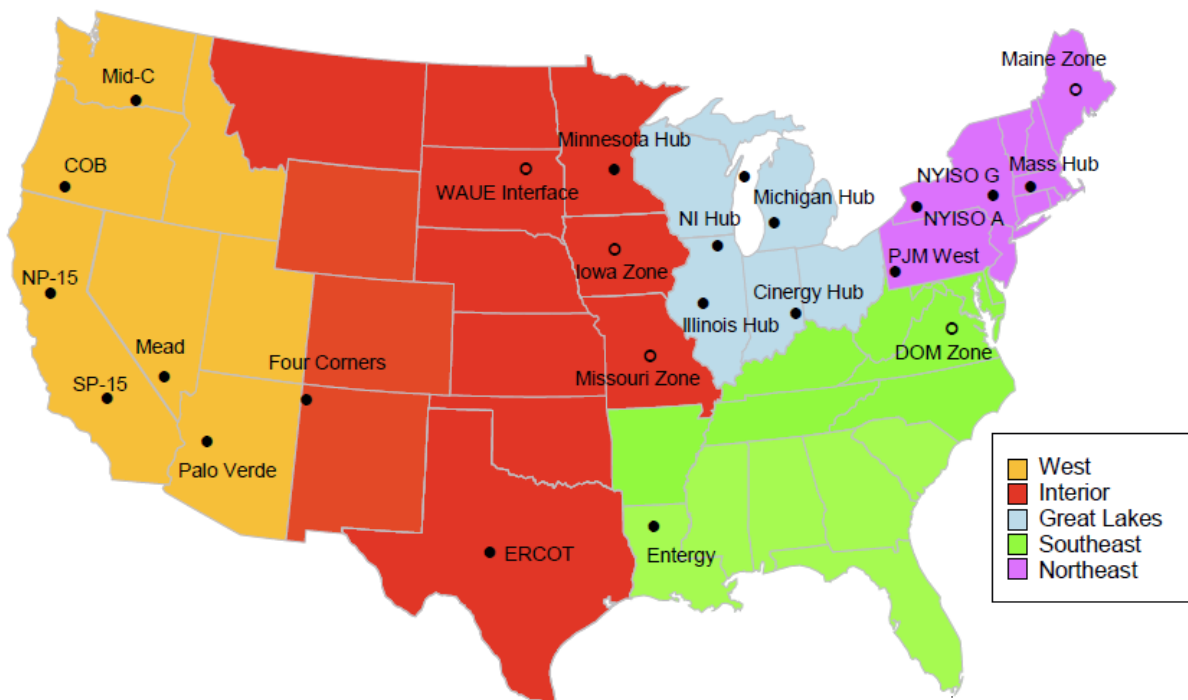 Maine Zone
Mid-C
Minnesota Hub
COB
NYISO G
Mass Hub
WAUE Interface
Michigan Hub
NI Hub
NYISO A
PJM West
NP-15
Iowa Zone
Cinergy Hub
Illinois Hub
Mead
Four Corners
DOM Zone
SP-15
Missouri Zone
Palo Verde
West
Interior
Great Lakes
Southeast
Northeast
ERCOT
Entergy